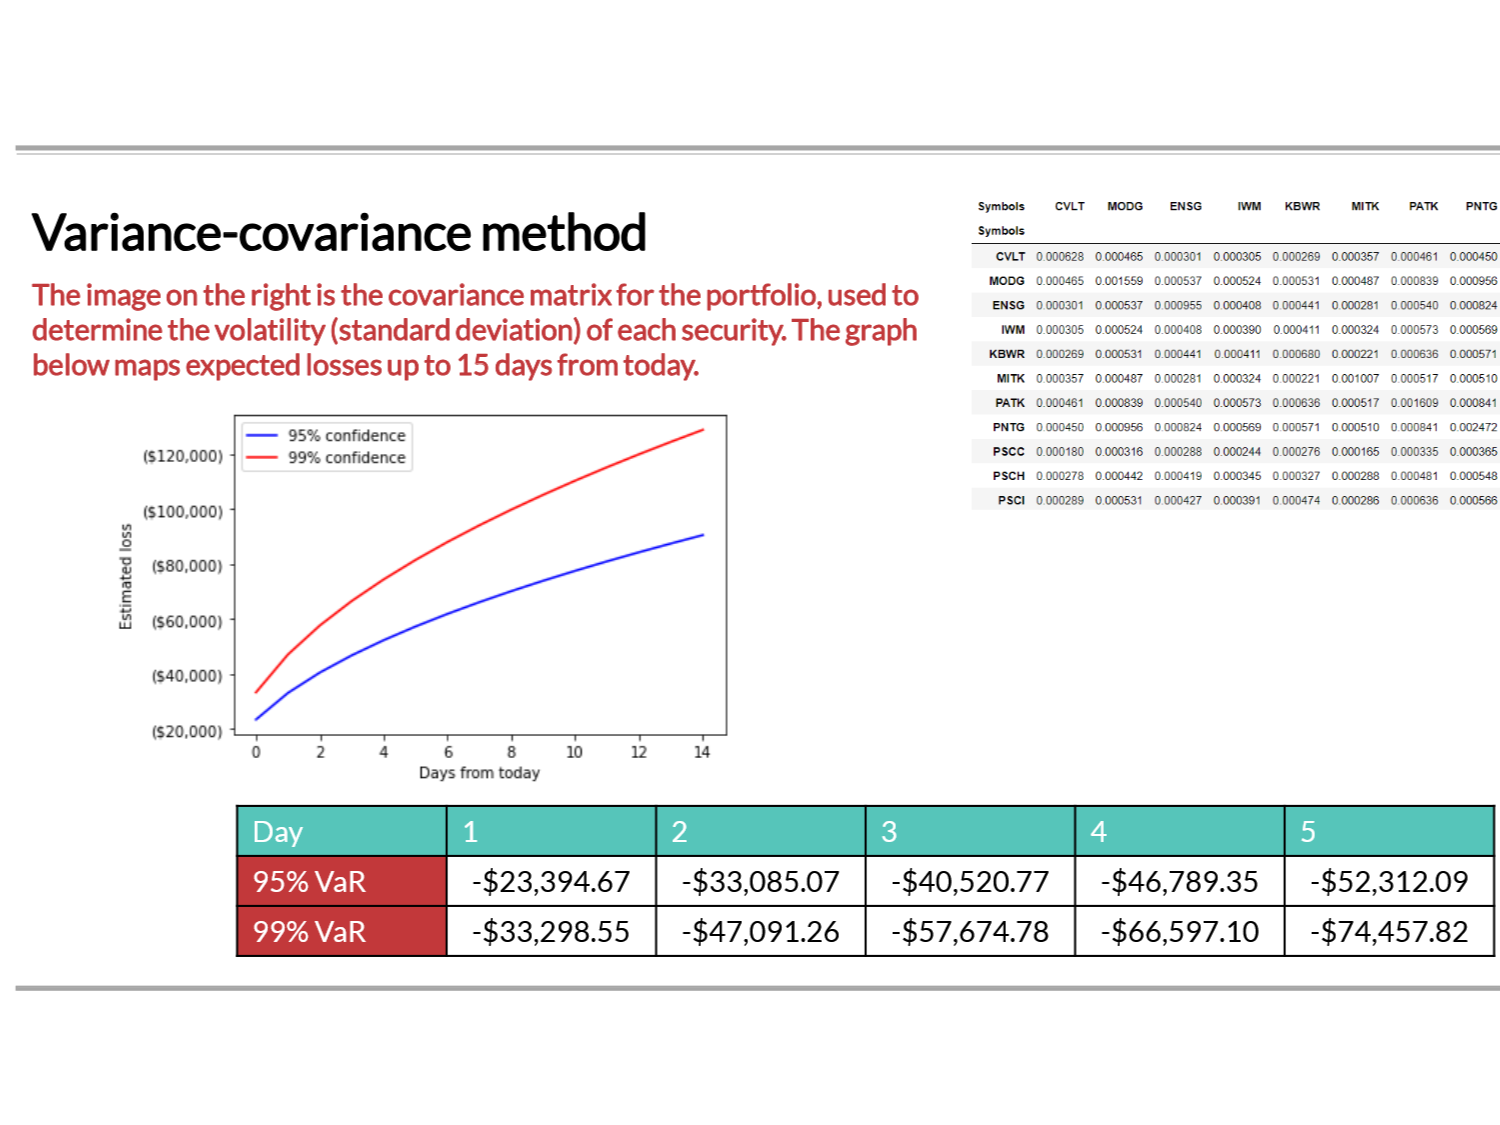 Variance-covariance method
The image on the right is the covariance matrix for the portfolio, used to
determine the volatility (standard deviation) of each security. The graph
below maps expected losses up to 15 days from today.
Symbols CVLT MODG ENSG IWM KBWR MITK PATK PNTG
Symbols
CVLT 0.000628 0.000465 0.000301 0.000305 0.000269 0.000357 0.000461 0.000450
MODG 0.000465 0.001559 0.000537 0.000524 0.000531 0.000487 0.000839 0.000956
ENSG 0.000301 0.000537 0.000955 0.000408 0.000441 0.000281 0.000540 0.000824
IWM 0.000305 0.000524 0.000408 0.000390 0.000411 0.000324 0.000573 0.000569
KBWR 0.000269 0.000531 0.000441 0.000411 0.000680 0.000221 0.000636 0.000571
MITK 0.000357 0.000487 0.000281 0.000324 0.000221 0.001007 0.000517 0.000510
PATK 0.000461 0.000839 0.000540 0.000573 0.000636 0.000517 0.001609 0.000841
PNTG 0.000450 0.000956 0.000824 0.000569 0.000571 0.000510 0.000841 0.002472
PSCC 0.000180 0.000316 0.000288 0.000244 0.000276 0.000165 0.000335 0.000365
PSCH 0.000278 0.000442 0.000419 0.000345 0.000327 0.000288 0.000481 0.000548
PSCI 0.000289 0.000531 0.000427 0.000391 0.000474 0.000286 0.000636 0.000566
95% confidence
99% confidence
($120,000)
($100,000)
($80,000)
($60,000)
($40,000)
($20,000)
Estimated loss
0 2 4 6 8 10 12 14
Days from today
Day 1 2 3 4 5
95% VaR -$23,394.67 -$33,085.07 -$40,520.77 -$46,789.35 -$52,312.09
99% VaR -$33,298.55 -$47,091.26 -$57,674.78 -$66,597.10 -$74,457.82